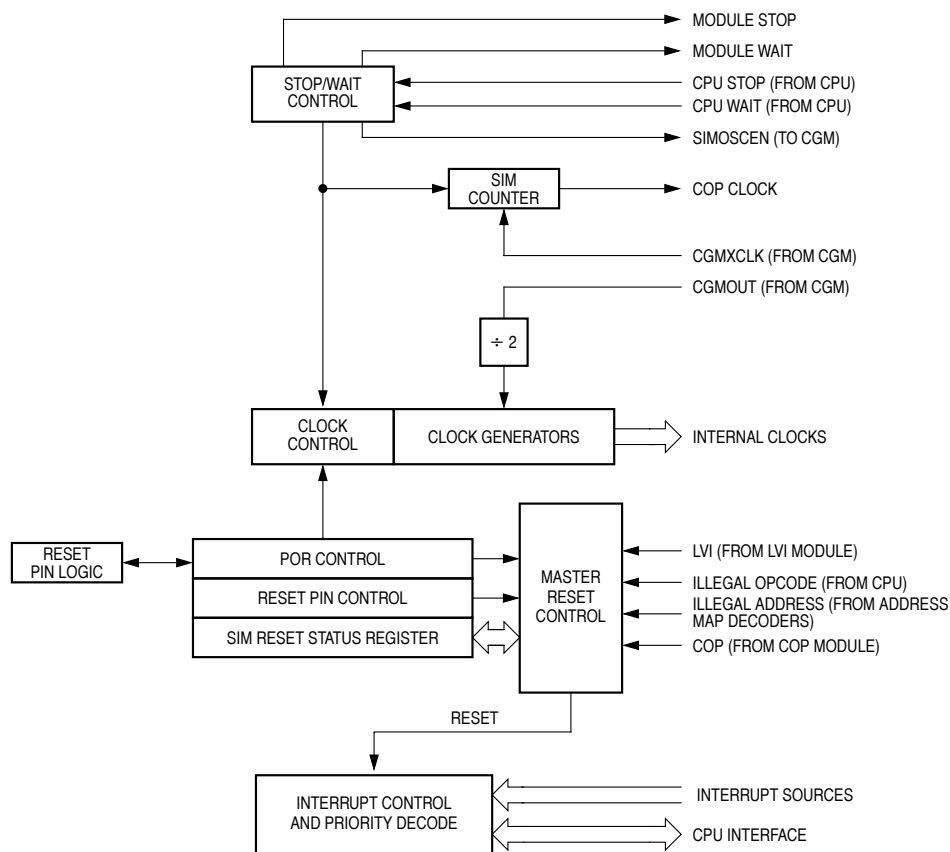 MODULE STOP
MODULE WAIT
STOP/WAIT
CONTROL
CPU STOP (FROM CPU)
CPU WAIT (FROM CPU)
SIMOSCEN (TO CGM)
SIM
COUNTER
COP CLOCK
CGMXCLK (FROM CGM)
CGMOUT (FROM CGM)
÷ 2
CLOCK
CONTROL
CLOCK GENERATORS
INTERNAL CLOCKS
RESET
PIN LOGIC
POR CONTROL
RESET PIN CONTROL
SIM RESET STATUS REGISTER
MASTER
RESET
CONTROL
LVI (FROM LVI MODULE)
ILLEGAL OPCODE (FROM CPU)
ILLEGAL ADDRESS (FROM ADDRESS
MAP DECODERS)
COP (FROM COP MODULE)
RESET
INTERRUPT CONTROL
AND PRIORITY DECODE
INTERRUPT SOURCES
CPU INTERFACE